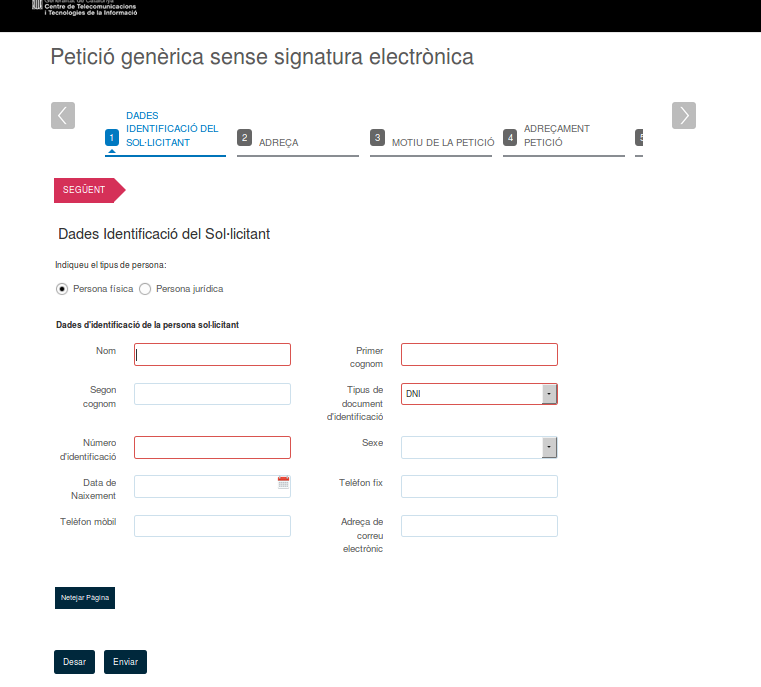 Generalitat de Catalunya
Centre de Telecomunicacions
i Tecnologies de la Informació
Petició genèrica sense signatura electrònica
1 DADES
IDENTIFICACIÓ DEL
SOL·LICITANT
2 ADREÇA
3 MOTIU DE LA PETICIÓ
4 ADREÇAMENT
PETICIÓ
5
SEGÜENT
Dades Identificació del Sol·licitant
Indiqueu el tipus de persona:
Persona física Persona jurídica
Dades d'identificació de la persona sol·licitant
Nom
Primer
cognom
Segon
cognom
Tipus de
document
d'identificació
DNI
Número
d'identificació
Sexe
Data de
Naixement
Telèfon fix
Telèfon mòbil
Adreça de
correu
electrònic
Netejar Pàgina
Desar Enviar